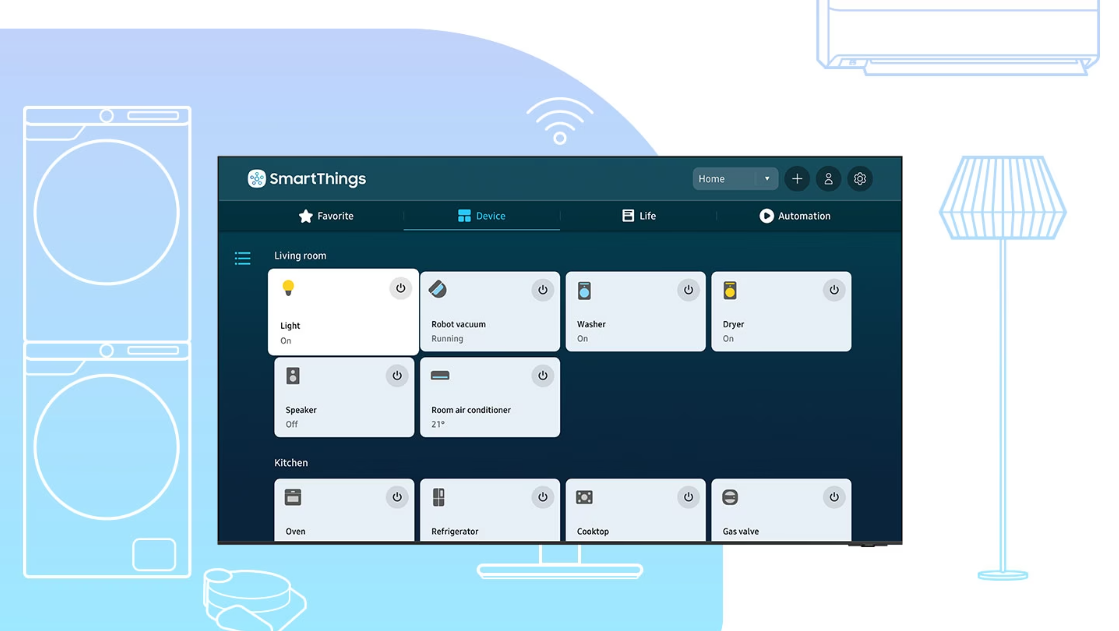 SmartThings
Home
Favorite
Device
Life
Automation
Living room
Light
On
Robot vacuum
Running
Washer
On
Dryer
On
Speaker
Off
Room air conditioner
21°
Kitchen
Oven
Refrigerator
Cooktop
Gas valve